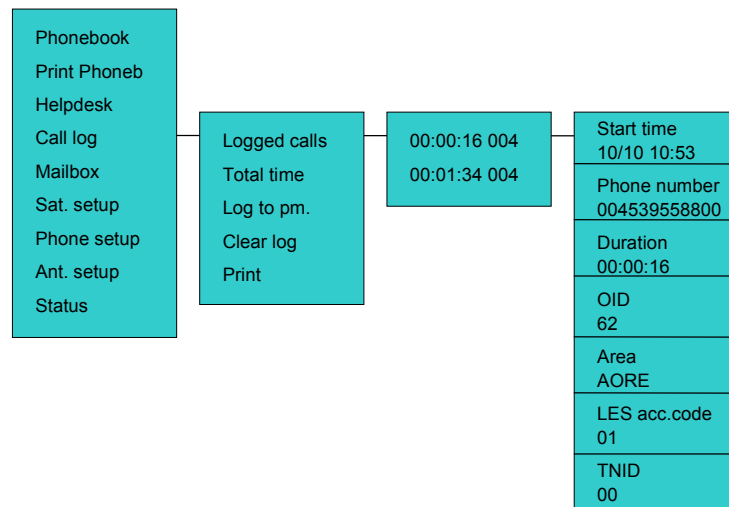 Phonebook
Print Phoneb
Helpdesk
Call log
Mailbox
Sat. setup
Phone setup
Ant. setup
Status
Logged calls
Total time
Log to pm.
Clear log
Print
00:00:16 004
00:01:34 004
Start time
10/10 10:53
Phone number
004539558800
Duration
00:00:16
OID
62
Area
AORE
LES acc.code
01
TNID
00